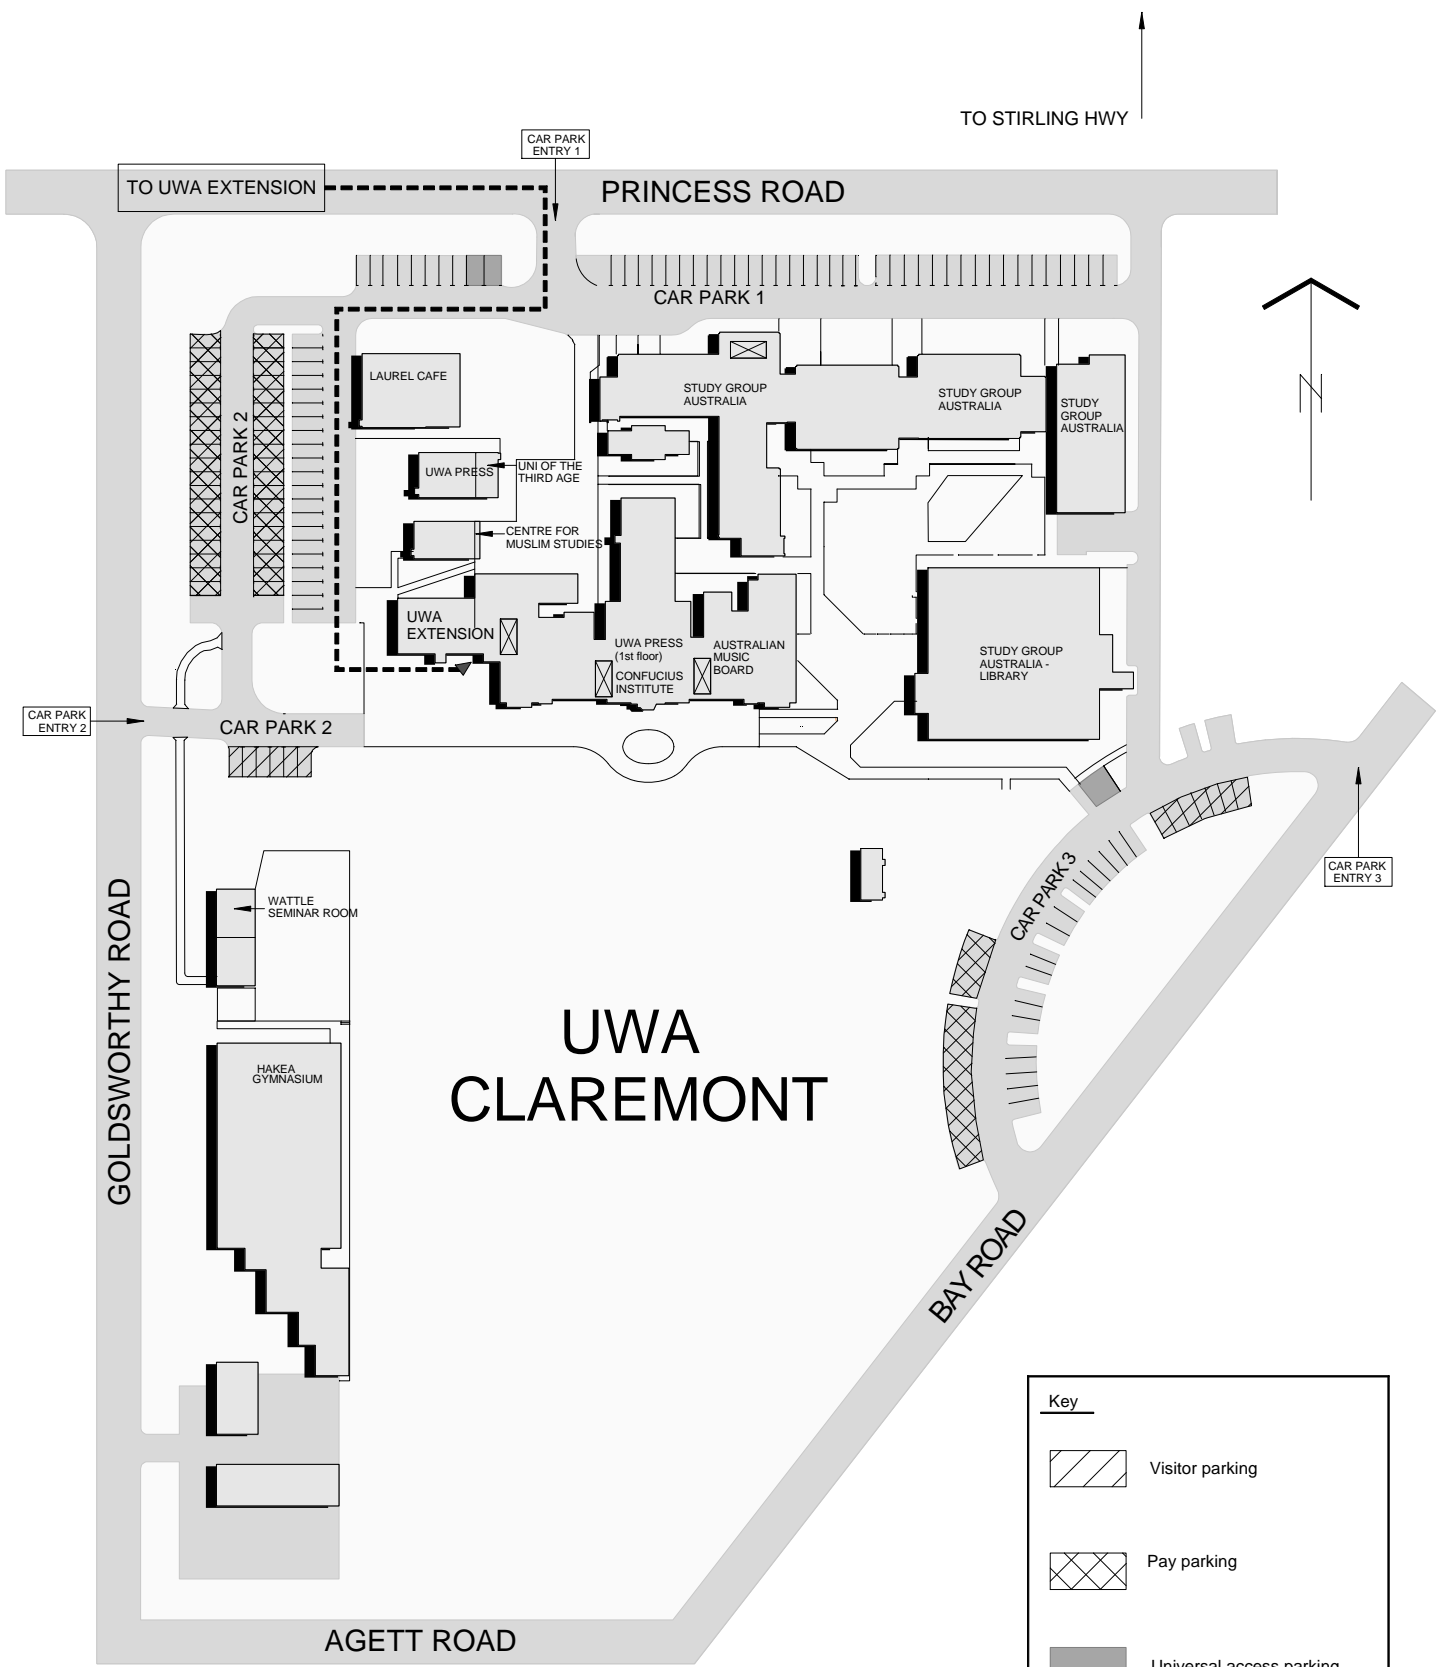 TO STIRLING HWY
CAR PARK
ENTRY 1
TO UWA EXTENSION
PRINCESS ROAD
CAR PARK 1
LAUREL CAFE
STUDY GROUP
AUSTRALIA
STUDY GROUP
AUSTRALIA
STUDY
GROUP
AUSTRALIA
N
CAR PARK 2
UWA PRESS
UNI OF THE
THIRD AGE
CENTRE FOR
MUSLIM STUDIES
UWA
EXTENSION
UWA PRESS
(1st floor)
CONFUCIUS
INSTITUTE
AUSTRALIAN
MUSIC
BOARD
STUDY GROUP
AUSTRALIA -
LIBRARY
CAR PARK
ENTRY 2
CAR PARK 2
CAR PARK 3
CAR PARK
ENTRY 3
WATTLE
SEMINAR ROOM
GOLDSWORTHY ROAD
UWA
CLAREMONT
HAKEA
GYMNASIUM
BAY ROAD
AGETT ROAD
Key
Visitor parking
Pay parking
Universal access parking